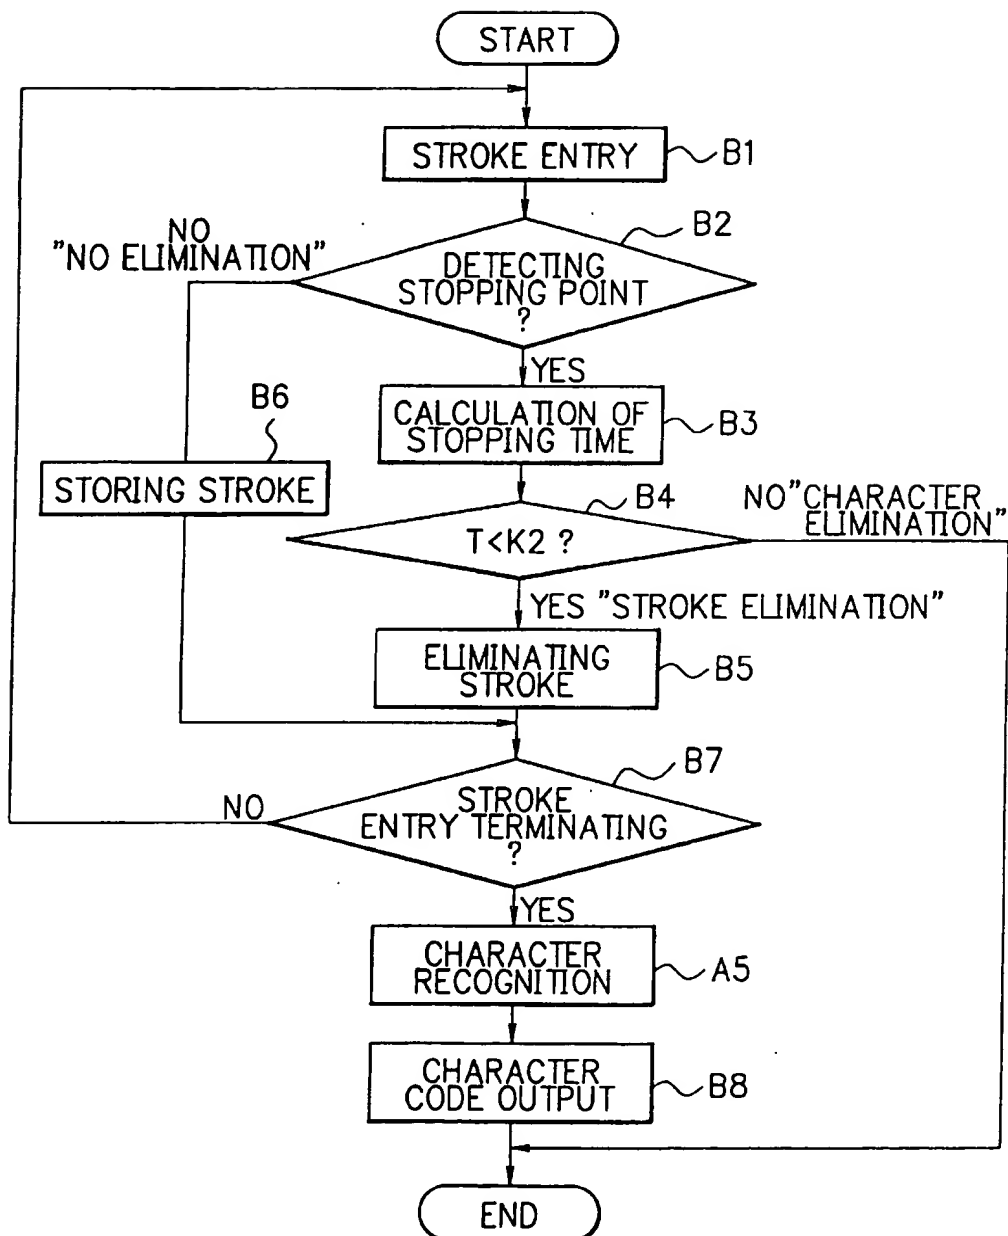 START
STROKE ENTRY
B1
NO
"NO ELIMINATION"
B2
DETECTING
STOPPING POINT
?
YES
B6
CALCULATION OF
STOPPING TIME
B3
STORING STROKE
B4
NO "CHARACTER
ELIMINATION"
T<K2 ?
YES "STROKE ELIMINATION"
ELIMINATING
STROKE
B5
B7
STROKE
ENTRY TERMINATING
?
NO
YES
CHARACTER
RECOGNITION
A5
CHARACTER
CODE OUTPUT
B8
END